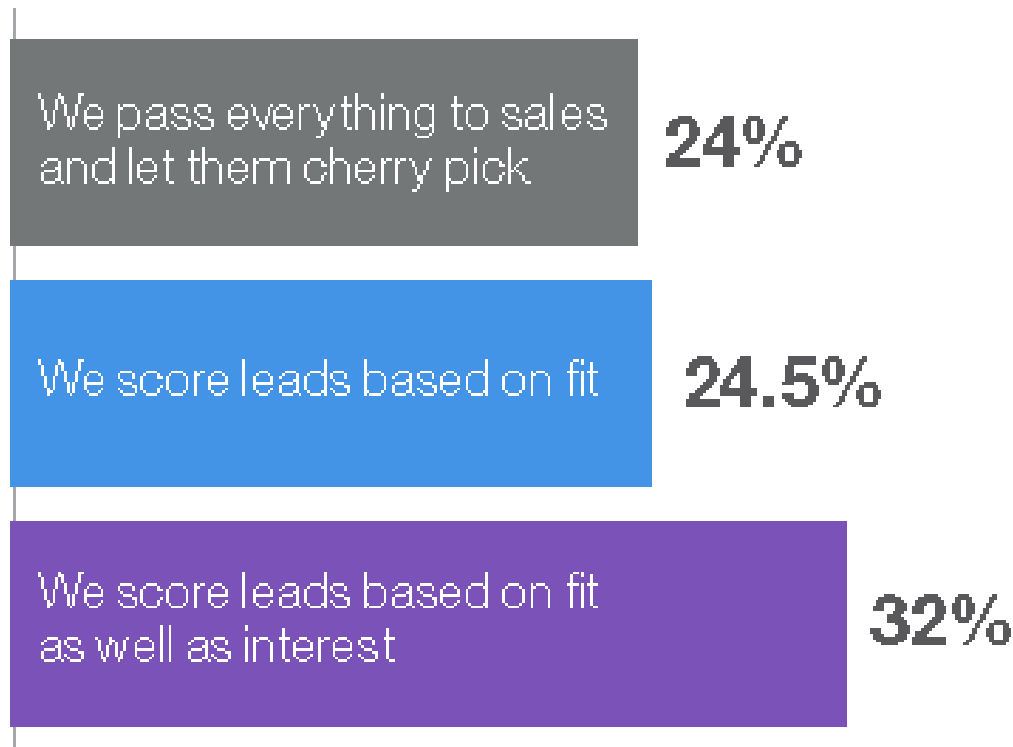 We pass everything to sales
and let them cherry pick
24%
We score leads based on fit
24.5%
We score leads based on fit
as well as interest
32%